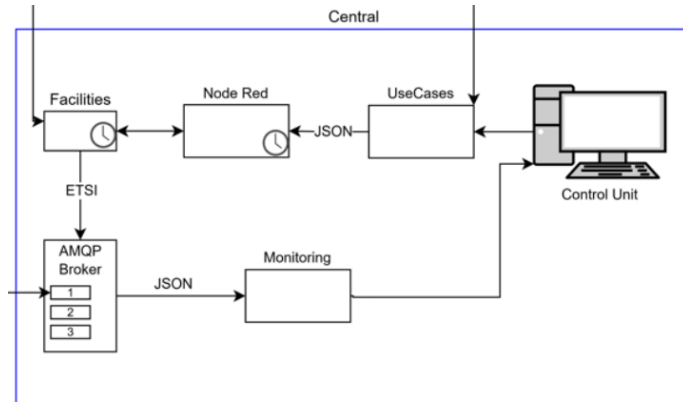 Central
Facilities
Node Red
UseCases
JSON
Control Unit
ETSI
AMQP
Broker
1
2
3
JSON
Monitoring